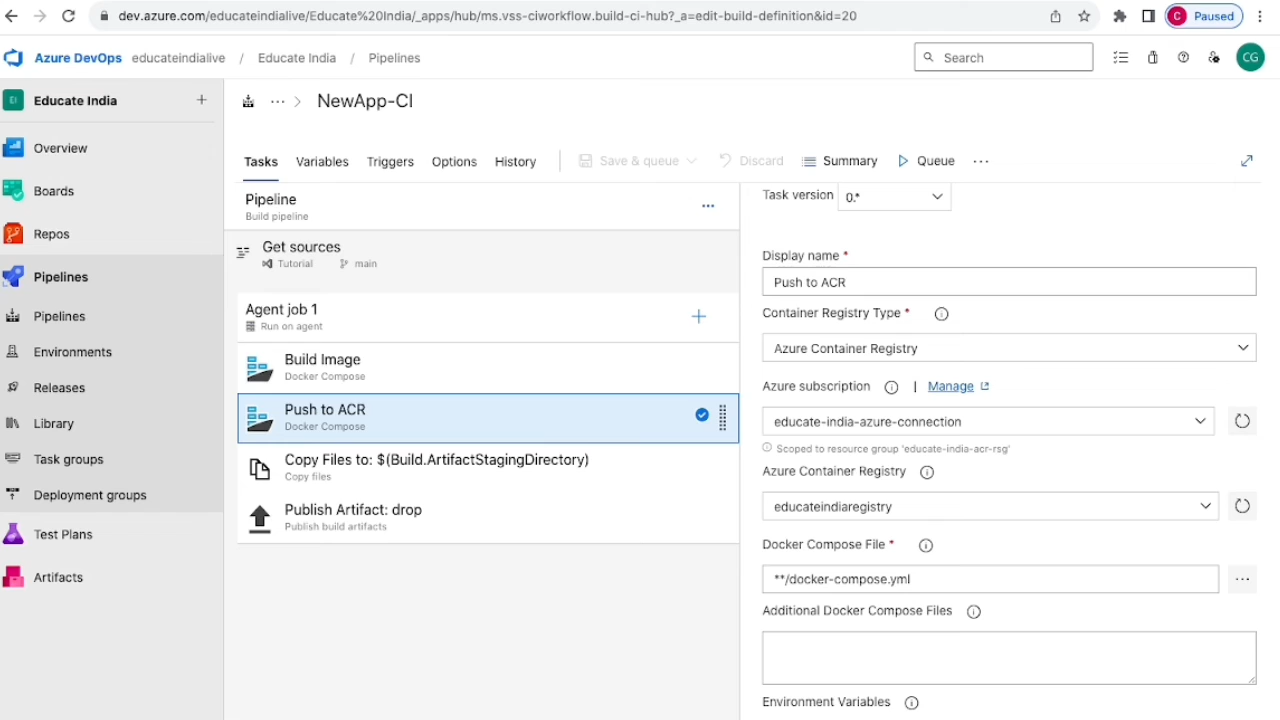 dev.azure.com/educateindialive/Educate%20India/_apps/hub/ms.vss-ciworkflow.build-ci-hub?_a=edit-build-definition&id=20
C Paused
Azure DevOps educateindialive / Educate India / Pipelines
Search
CG
EI Educate India +
Overview
Boards
Repos
Pipelines
Pipelines
Environments
Releases
Library
Task groups
Deployment groups
Test Plans
Artifacts
... > NewApp-CI
Tasks Variables Triggers Options History Save & queue Discard Summary Queue ...
Pipeline
Build pipeline
Get sources
Tutorial main
Agent job 1
Run on agent
Build Image
Docker Compose
Push to ACR
Docker Compose
Copy Files to: $(Build.ArtifactStagingDirectory)
Copy files
Publish Artifact: drop
Publish build artifacts
Task version 0.*
Display name *
Push to ACR
Container Registry Type *
Azure Container Registry
Azure subscription | Manage
educate-india-azure-connection
Scoped to resource group 'educate-india-acr-rsg'
Azure Container Registry
educateindiaregistry
Docker Compose File *
**/docker-compose.yml
...
Additional Docker Compose Files
Environment Variables